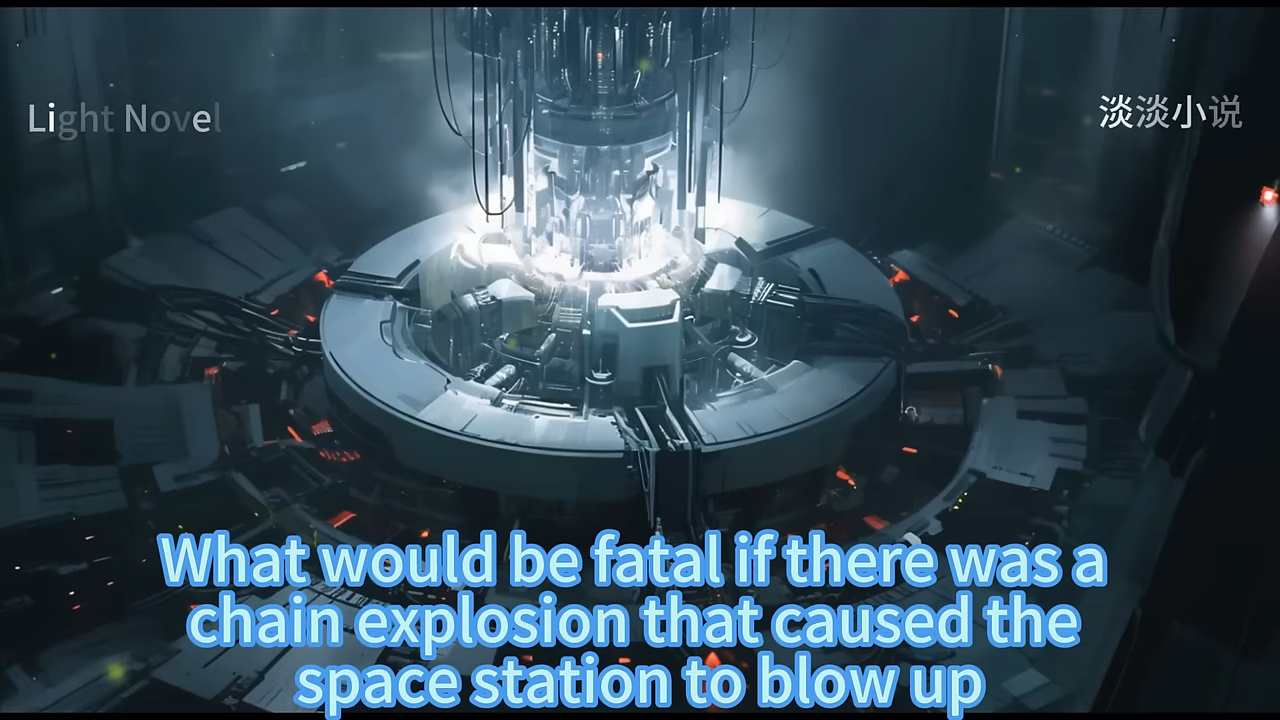 Light Novel
淡淡小说
What would be fatal if there was a
chain explosion that caused the
space station to blow up